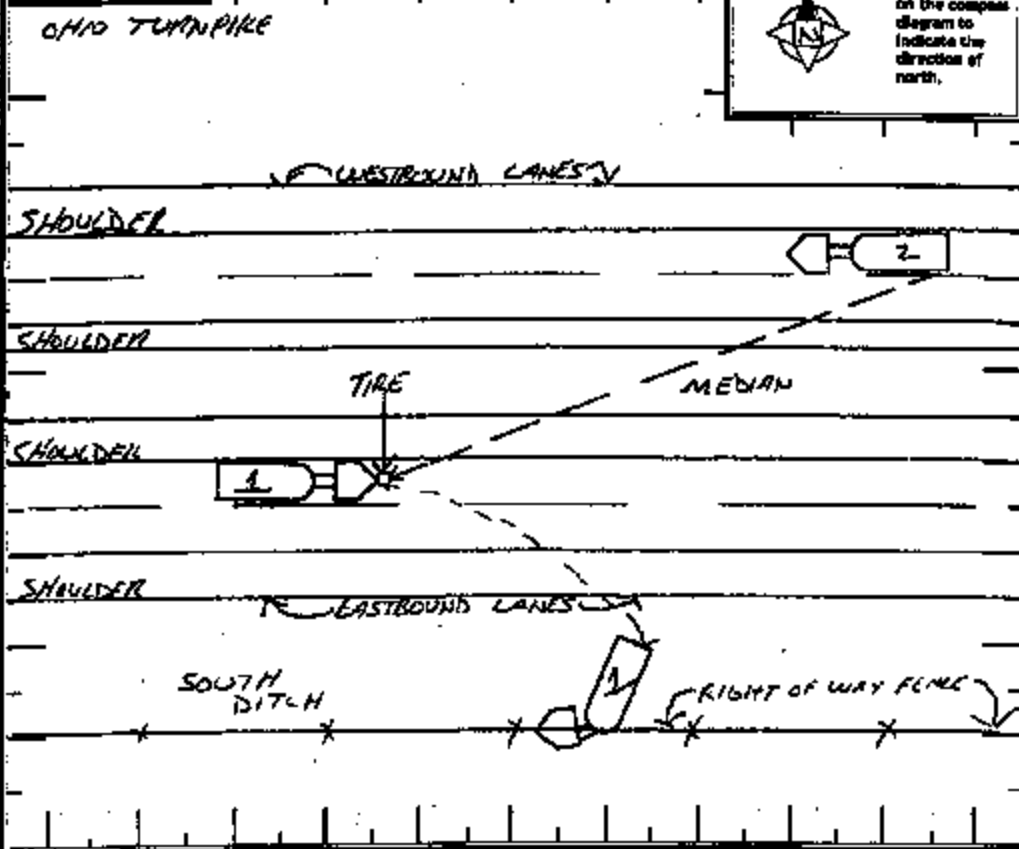 OHIO TURNPIKE
on the compass
diagram to
indicate the
direction of
north.
N
WESTBOUND LANES
SHOULDER
2
SHOULDER
TIRE
MEDIAN
SHOULDER
1
SHOULDER
EASTBOUND LANES
1
SOUTH
DITCH
RIGHT OF WAY FENCE